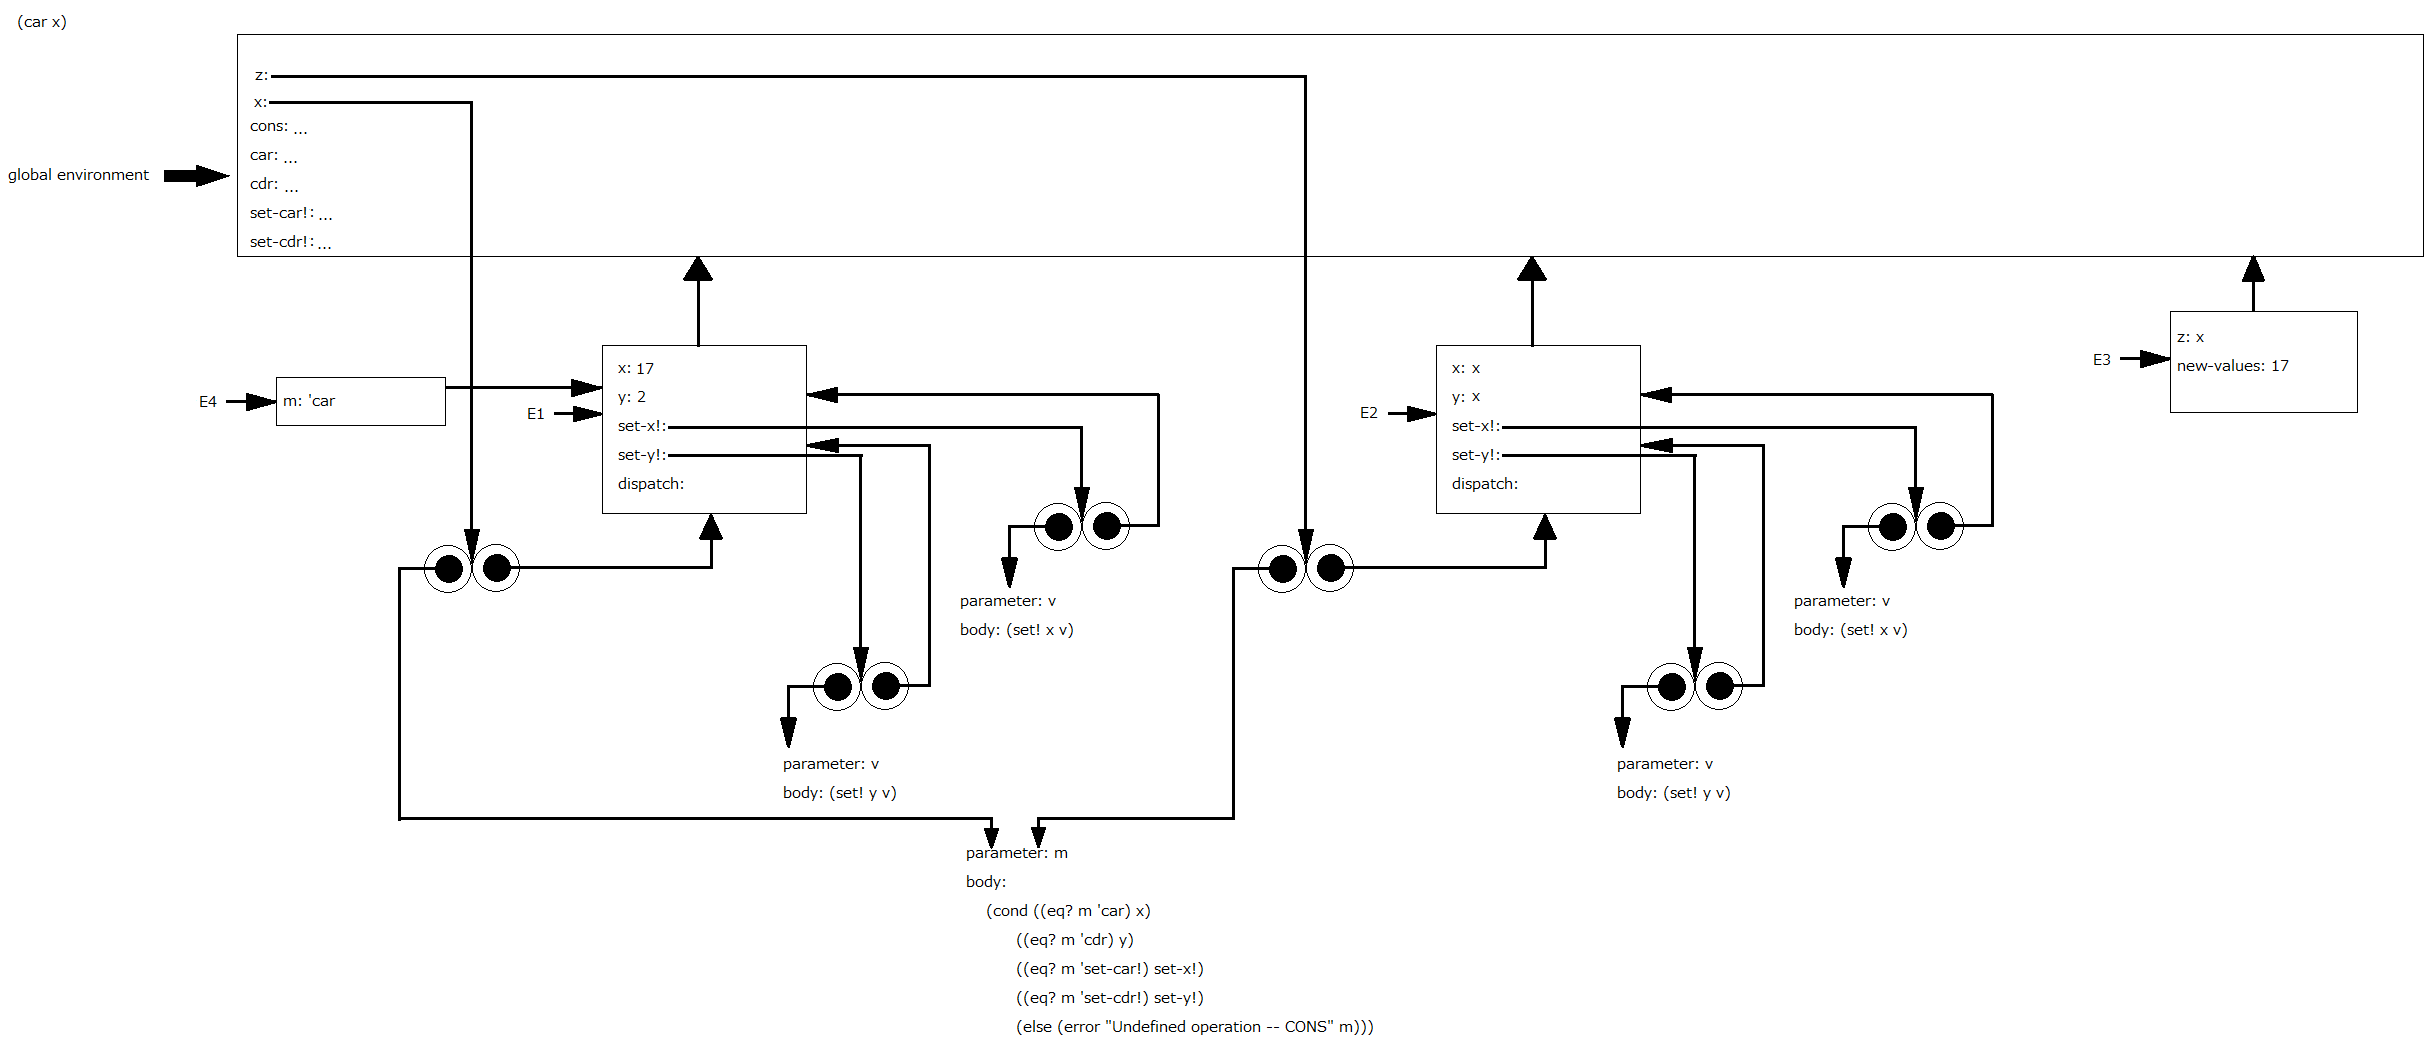 (car x)
z:
x:
cons: ...
car: ...
global environment
cdr: ...
set-car!: ...
set-cdr!: ...
E4
m: 'car
E1
x: 17
y: 2
set-x!:
set-y!:
dispatch:
parameter: v
body: (set! x v)
parameter: v
body: (set! y v)
E2
x: x
y: x
set-x!:
set-y!:
dispatch:
parameter: v
body: (set! x v)
parameter: v
body: (set! y v)
E3
z: x
new-values: 17
parameter: m
body:
(cond ((eq? m 'car) x)
((eq? m 'cdr) y)
((eq? m 'set-car!) set-x!)
((eq? m 'set-cdr!) set-y!)
(else (error "Undefined operation -- CONS" m)))